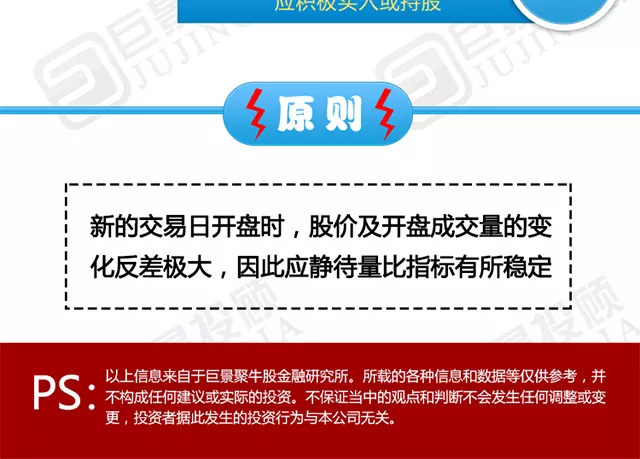 应积极买入或持股
原则
新的交易日开盘时，股价及开盘成交量的变
化反差极大，因此应静待量比指标有所稳定
PS:
以上信息来自于巨景聚牛股金融研究所。所载的各种信息和数据等仅供参考，并
不构成任何建议或实际的投资。不保证当中的观点和判断不会发生任何调整或变
更，投资者据此发生的投资行为与本公司无关。